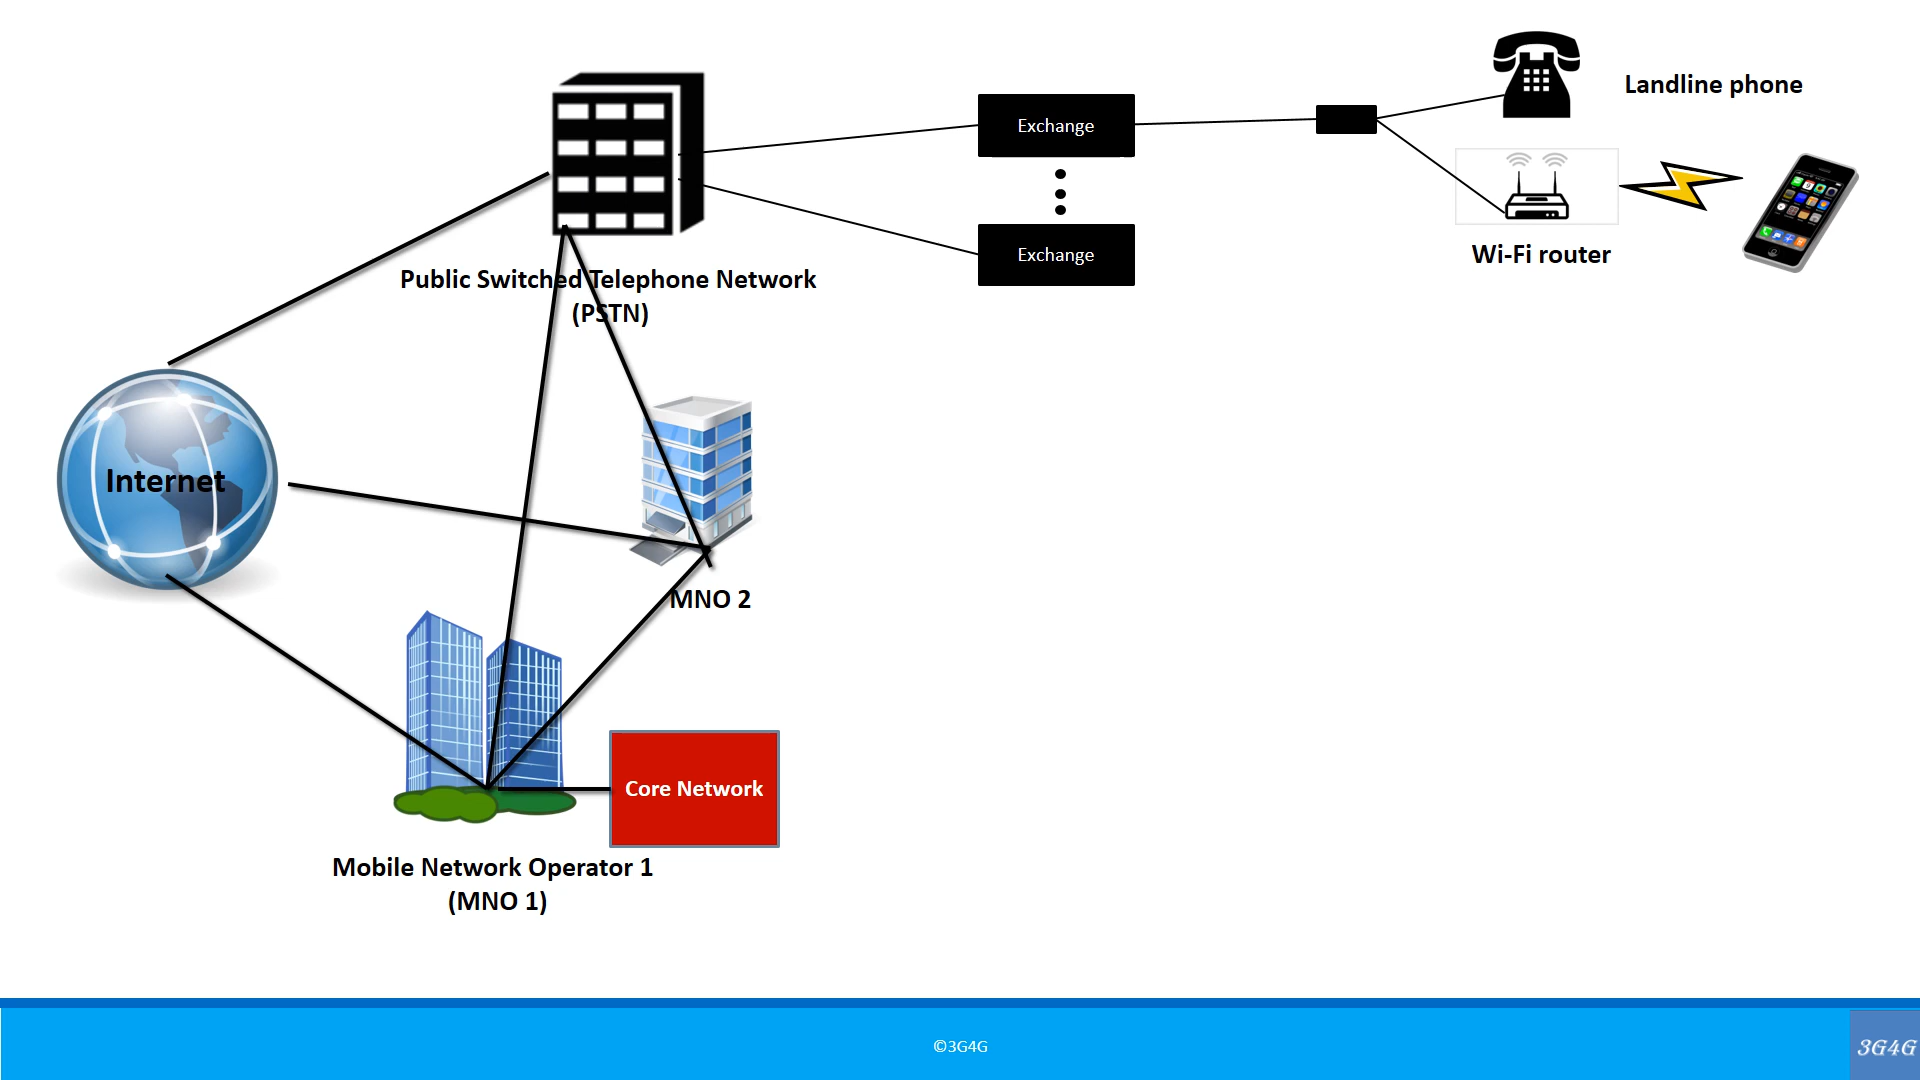 Landline phone
Exchange
Exchange
Wi-Fi router
Public Switched Telephone Network
(PSTN)
Internet
MNO 2
Core Network
Mobile Network Operator 1
(MNO 1)
©3G4G
3G4G